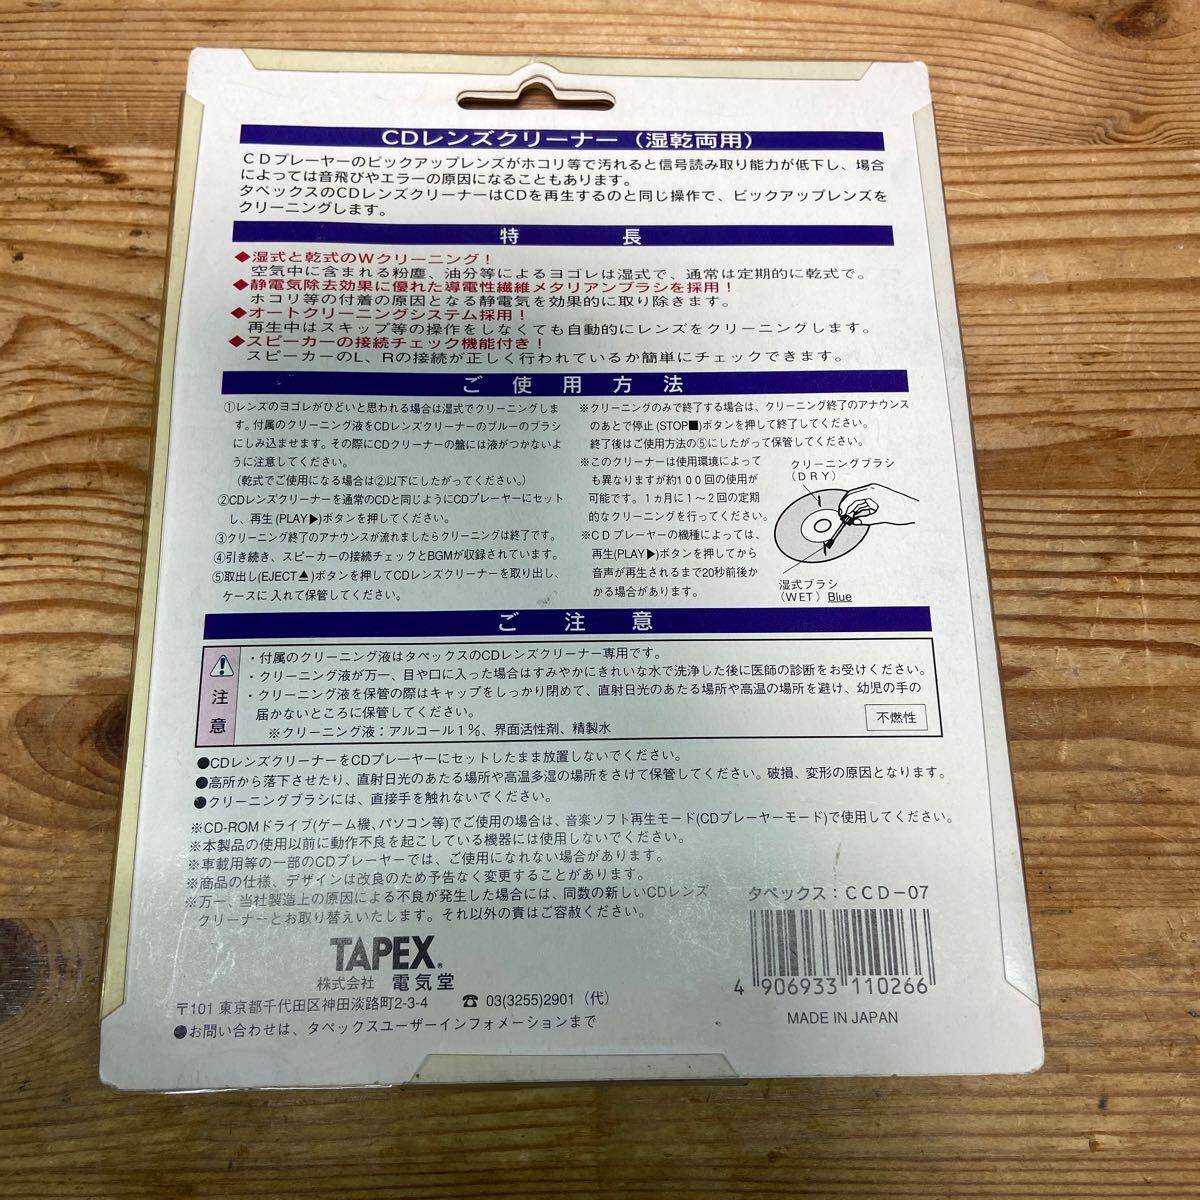 CDレンズクリーナー（湿乾両用）
CDプレーヤーのピックアップレンズがホコリ等で汚れると信号読み取り能力が低下し、場合
によっては音飛びやエラーの原因になることもあります。
タペックスのCDレンズクリーナーはCDを再生するのと同じ操作で、ピックアップレンズを
クリーニングします。
特 長
◆湿式と乾式のWクリーニング！
空気中に含まれる粉塵、油分等によるヨゴレは湿式で、通常は定期的に乾式で。
◆静電気除去効果に優れた導電性繊維メタリアンブラシを採用！
ホコリ等の付着の原因となる静電気を効果的に取り除きます。
◆オートクリーニングシステム採用！
再生中はスキップ等の操作をしなくても自動的にレンズをクリーニングします。
◆スピーカーの接続チェック機能付き！
スピーカーのL、Rの接続が正しく行われているか簡単にチェックできます。
ご使用方法
①レンズのヨゴレがひどいと思われる場合は湿式でクリーニングしま
す。付属のクリーニング液をCDレンズクリーナーのブルーのブラシ
にしみ込ませます。その際にCDクリーナーの盤には液がつかないよ
うに注意してください。
(乾式でご使用になる場合は②以下にしたがってください。)
②CDレンズクリーナーを通常のCDと同じようにCDプレーヤーにセット
し、再生(PLAY▶)ボタンを押してください。
③クリーニング終了のアナウンスが流れましたらクリーニングは終了です。
④引き続き、スピーカーの接続チェックとBGMが収録されています。
⑤取出し(EJECT▲)ボタンを押してCDレンズクリーナーを取り出し、
ケースに入れて保管してください。
※クリーニングのみで終了する場合は、クリーニング終了のアナウンス
のあとで停止(STOP■)ボタンを押して終了してください。
終了後はご使用方法の⑤にしたがって保管してください。
※このクリーナーは使用環境によって
も異なりますが約100回の使用が
可能です。1カ月に1〜2回の定期
的なクリーニングを行ってください。
※CDプレーヤーの機種によっては、
再生(PLAY▶)ボタンを押してから
音声が再生されるまで20秒前後か
かる場合があります。
クリーニングブラシ
(DRY)
湿式ブラシ
(WET) Blue
ご注意
注意
・付属のクリーニング液はタペックスのCDレンズクリーナー専用です。
・クリーニング液が万一、目や口に入った場合はすみやかにきれいな水で洗浄した後に医師の診断をお受けください。
・クリーニング液を保管の際はキャップをしっかり閉めて、直射日光のあたる場所や高温の場所を避け、幼児の手の
届かないところに保管してください。
※クリーニング液：アルコール1％、界面活性剤、精製水
不燃性
●CDレンズクリーナーをCDプレーヤーにセットしたまま放置しないでください。
●高所から落下させたり、直射日光のあたる場所や高温多湿の場所をさけて保管してください。破損、変形の原因となります。
●クリーニングブラシには、直接手を触れないでください。
※CD-ROMドライブ(ゲーム機、パソコン等)でご使用の場合は、音楽ソフト再生モード(CDプレーヤーモード)で使用してください。
※本製品の使用以前に動作不良を起こしている機器には使用しないでください。
※車載用等の一部のCDプレーヤーでは、ご使用になれない場合があります。
※商品の仕様、デザインは改良のため予告なく変更することがあります。
※万一、当社製造上の原因による不良が発生した場合には、同数の新しいCDレンズ
クリーナーとお取り替えいたします。それ以外の責はご容赦ください。
タペックス：CCD-07
TAPEX®
株式会社 電気堂
〒101 東京都千代田区神田淡路町2-3-4 ☎ 03(3255)2901（代）
●お問い合わせは、タペックスユーザーインフォメーションまで
4 906933 110266
MADE IN JAPAN